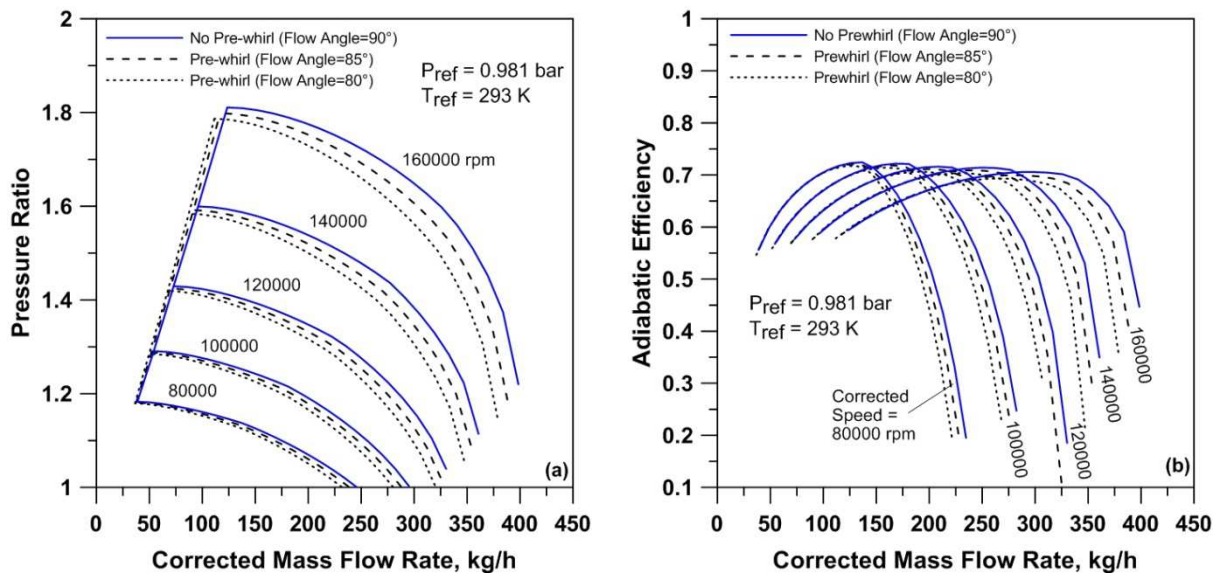 2
1.8
1.6
1.4
1.2
1
Pressure Ratio
No Pre-whirl (Flow Angle=90°)
Pre-whirl (Flow Angle=85°)
Pre-whirl (Flow Angle=80°)
Pref = 0.981 bar
Tref = 293 K
160000 rpm
140000
120000
100000
80000
(a)
0 50 100 150 200 250 300 350 400 450
Corrected Mass Flow Rate, kg/h
1
0.9
0.8
0.7
0.6
0.5
0.4
0.3
0.2
0.1
Adiabatic Efficiency
No Prewhirl (Flow Angle=90°)
Prewhirl (Flow Angle=85°)
Prewhirl (Flow Angle=80°)
Pref = 0.981 bar
Tref = 293 K
Corrected
Speed =
80000 rpm
100000
120000
140000
160000
(b)
0 50 100 150 200 250 300 350 400 450
Corrected Mass Flow Rate, kg/h